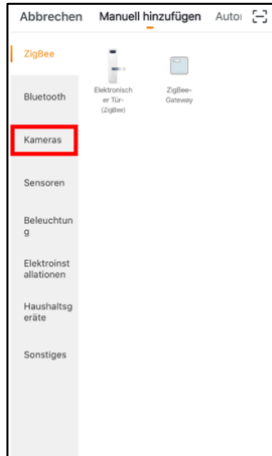 Abbrechen Manuell hinzufügen Autoı
ZigBee
Elektronisch
er Tür-
(ZigBee)
ZigBee-
Gateway
Bluetooth
Kameras
Sensoren
Beleuchtun
g
Elektroinst
allationen
Haushaltsg
eräte
Sonstiges